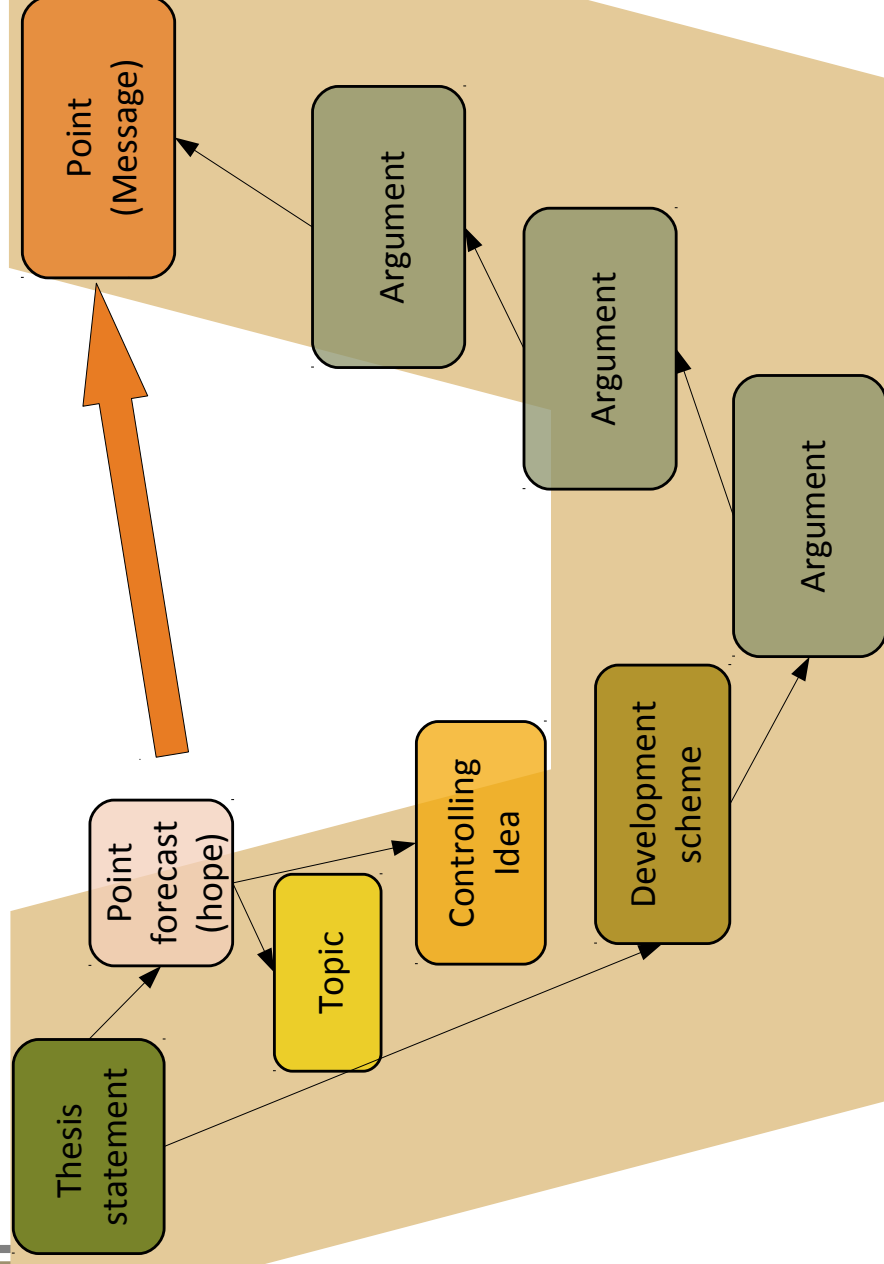 Thesis
statement
Point
forecast
(hope)
Topic
Controlling
Idea
Development
scheme
Argument
Argument
Argument
Point
(Message)